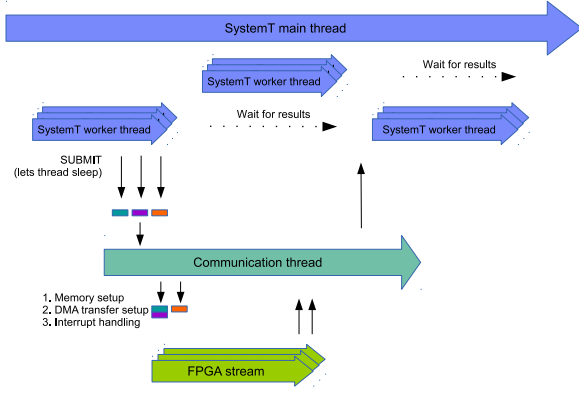 SystemT main thread
Wait for results
SystemT worker thread
Wait for results
SystemT worker thread
SystemT worker thread
SUBMIT
(lets thread sleep)
Communication thread
1. Memory setup
2. DMA transfer setup
3. Interrupt handling
FPGA stream